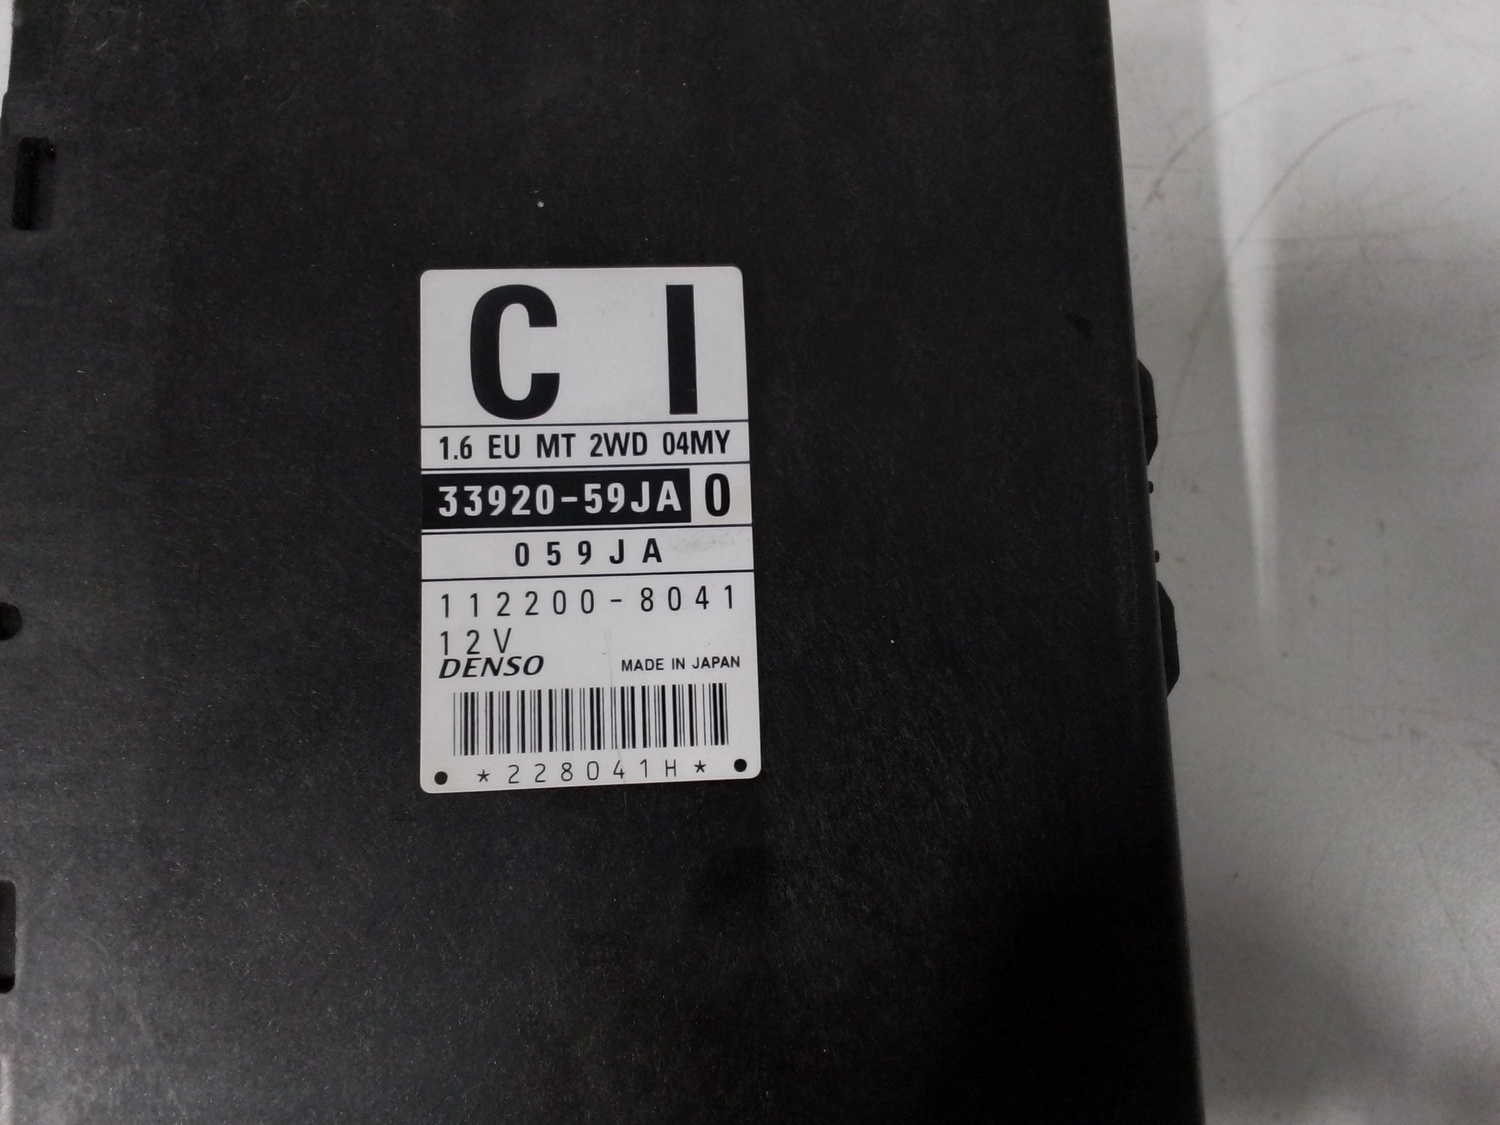 C I
1.6 EU MT 2WD 04MY
33920-59JA 0
059JA
112200-8041
12V
DENSO MADE IN JAPAN
*228041H*